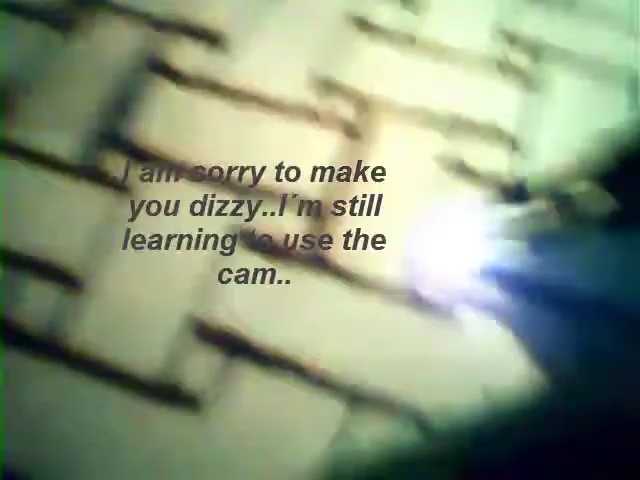 I am sorry to make
you dizzy..I´m still
learning to use the
cam..